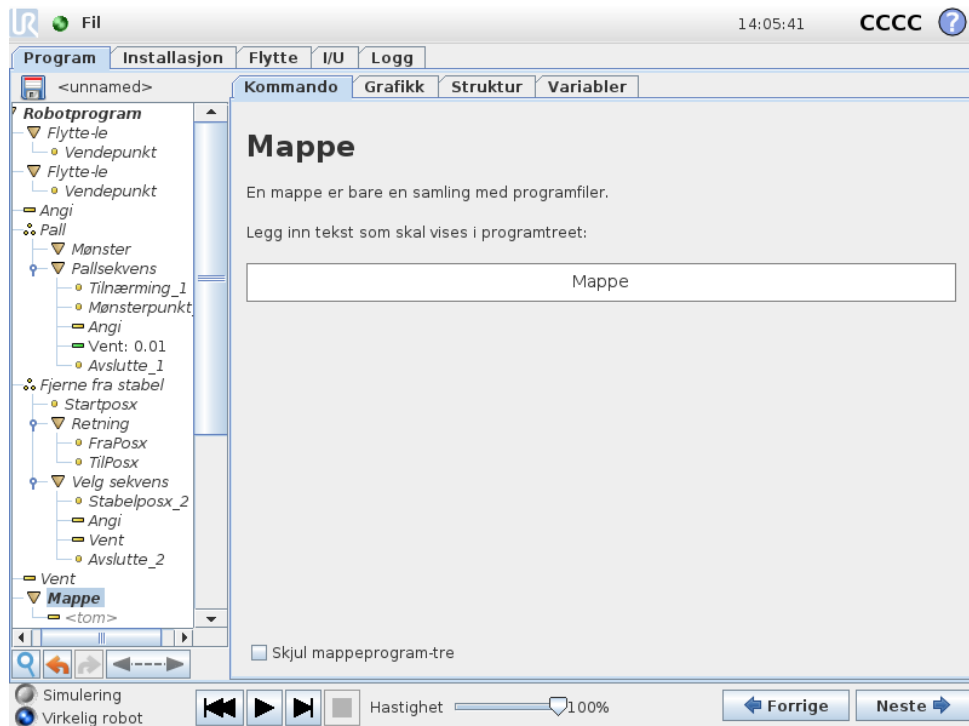 UR Fil 14:05:41 CCCC ?
Program Installasjon Flytte I/U Logg
<unnamed> Kommando Grafikk Struktur Variabler
Robotprogram
Flytte-le
Vendepunkt
Flytte-le
Vendepunkt
Angi
Pall
Mønster
Pallsekvens
Tilnærming_1
Mønsterpunkt_
Angi
Vent: 0.01
Avslutte_1
Fjerne fra stabel
Startposx
Retning
FraPosx
TilPosx
Velg sekvens
Stabelposx_2
Angi
Vent
Avslutte_2
Vent
Mappe
<tom>
Mappe
En mappe er bare en samling med programfiler.
Legg inn tekst som skal vises i programtreet:
Mappe
Skjul mappeprogram-tre
Simulering
Virkelig robot
Hastighet 100%
Forrige Neste